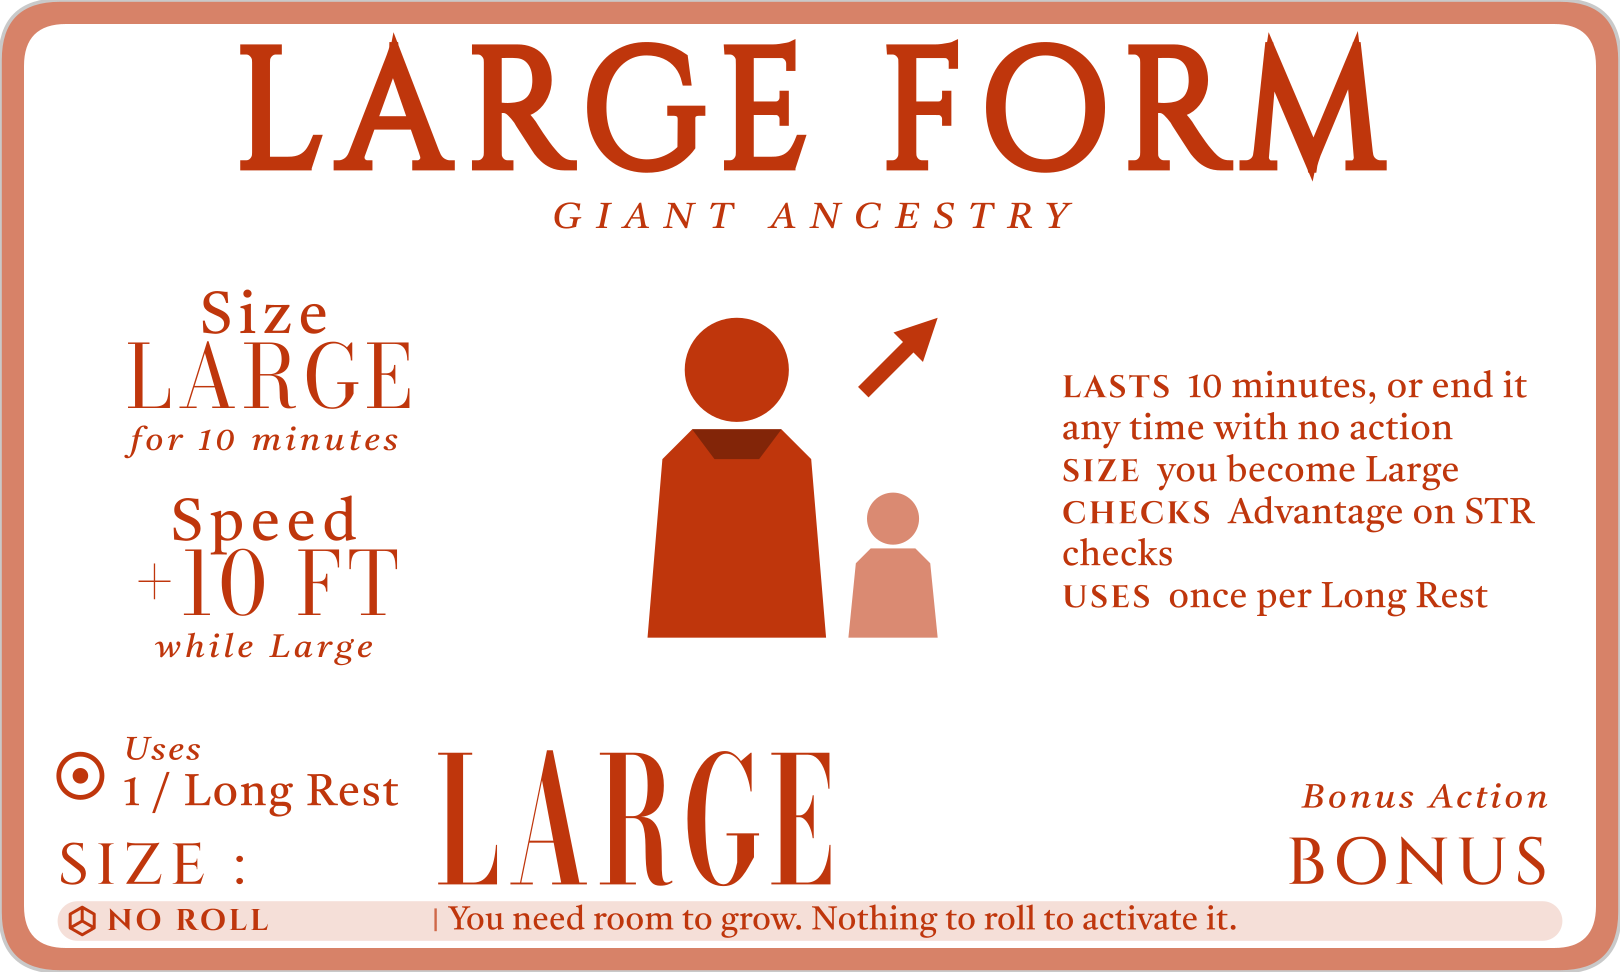 LARGE FORM
GIANT ANCESTRY
Size
LARGE
for 10 minutes
Speed
+10 FT
while Large
LASTS 10 minutes, or end it
any time with no action
SIZE you become Large
CHECKS Advantage on STR
checks
USES once per Long Rest
Uses
1/ Long Rest
SIZE :
LARGE
Bonus Action
BONUS
NO ROLL
| You need room to grow. Nothing to roll to activate it.